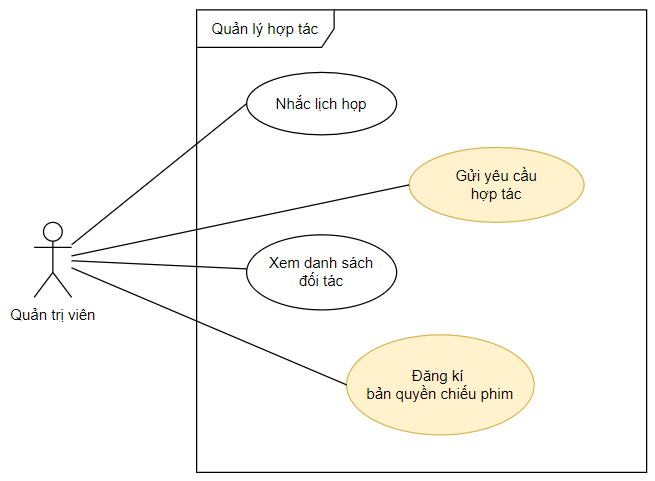 Quản lý hợp tác
Nhắc lịch họp
Gửi yêu cầu
hợp tác
Xem danh sách
đối tác
Quản trị viên
Đăng kí
bản quyền chiếu phim